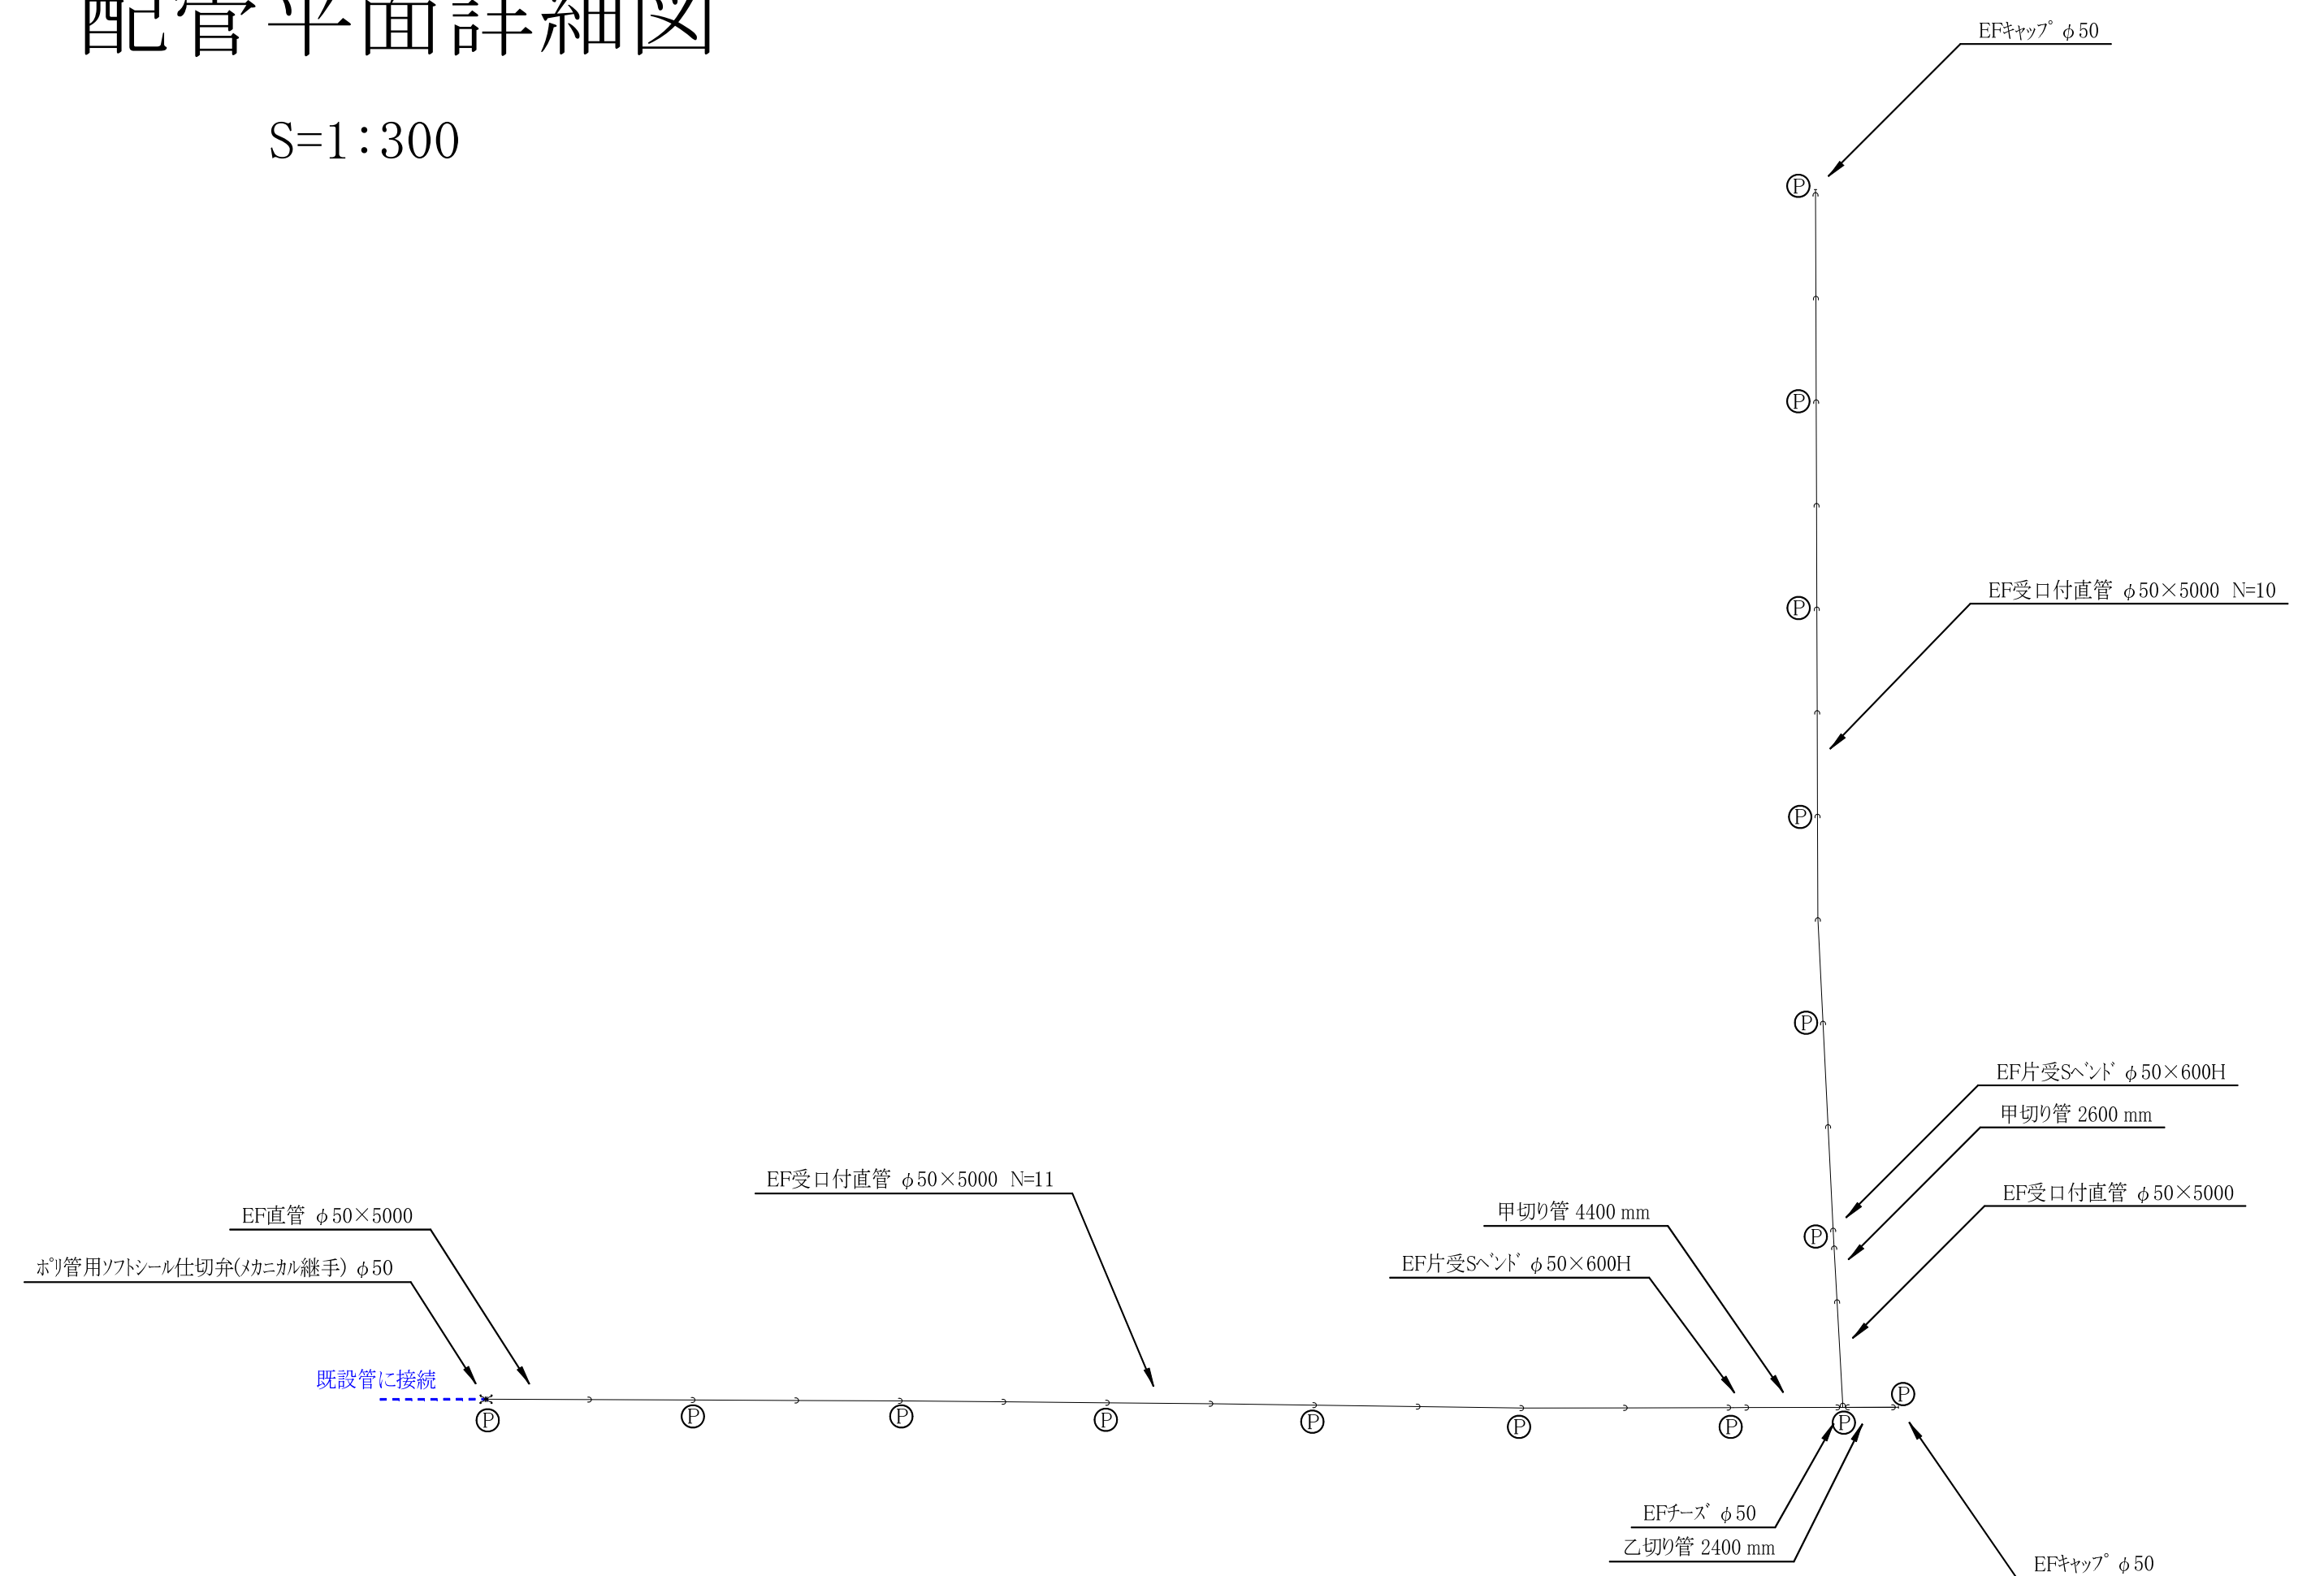 配管平面詳細図
S=1:300
EFｷｬｯﾌﾟ φ50
Ⓟ
Ⓟ
EF受口付直管 φ50×5000 N=10
Ⓟ
Ⓟ
Ⓟ
EF片受Sﾍﾞﾝﾄﾞ φ50×600H
甲切り管 2600 mm
EF受口付直管 φ50×5000 N=11
EF受口付直管 φ50×5000
甲切り管 4400 mm
EF直管 φ50×5000
Ⓟ
EF片受Sﾍﾞﾝﾄﾞ φ50×600H
ﾎﾟﾘ管用ｿﾌﾄｼｰﾙ仕切弁(ﾒｶﾆｶﾙ継手) φ50
既設管に接続
Ⓟ
Ⓟ
Ⓟ
Ⓟ
Ⓟ
Ⓟ
Ⓟ
Ⓟ
Ⓟ
EFﾁｰｽﾞ φ50
乙切り管 2400 mm
EFｷｬｯﾌﾟ φ50